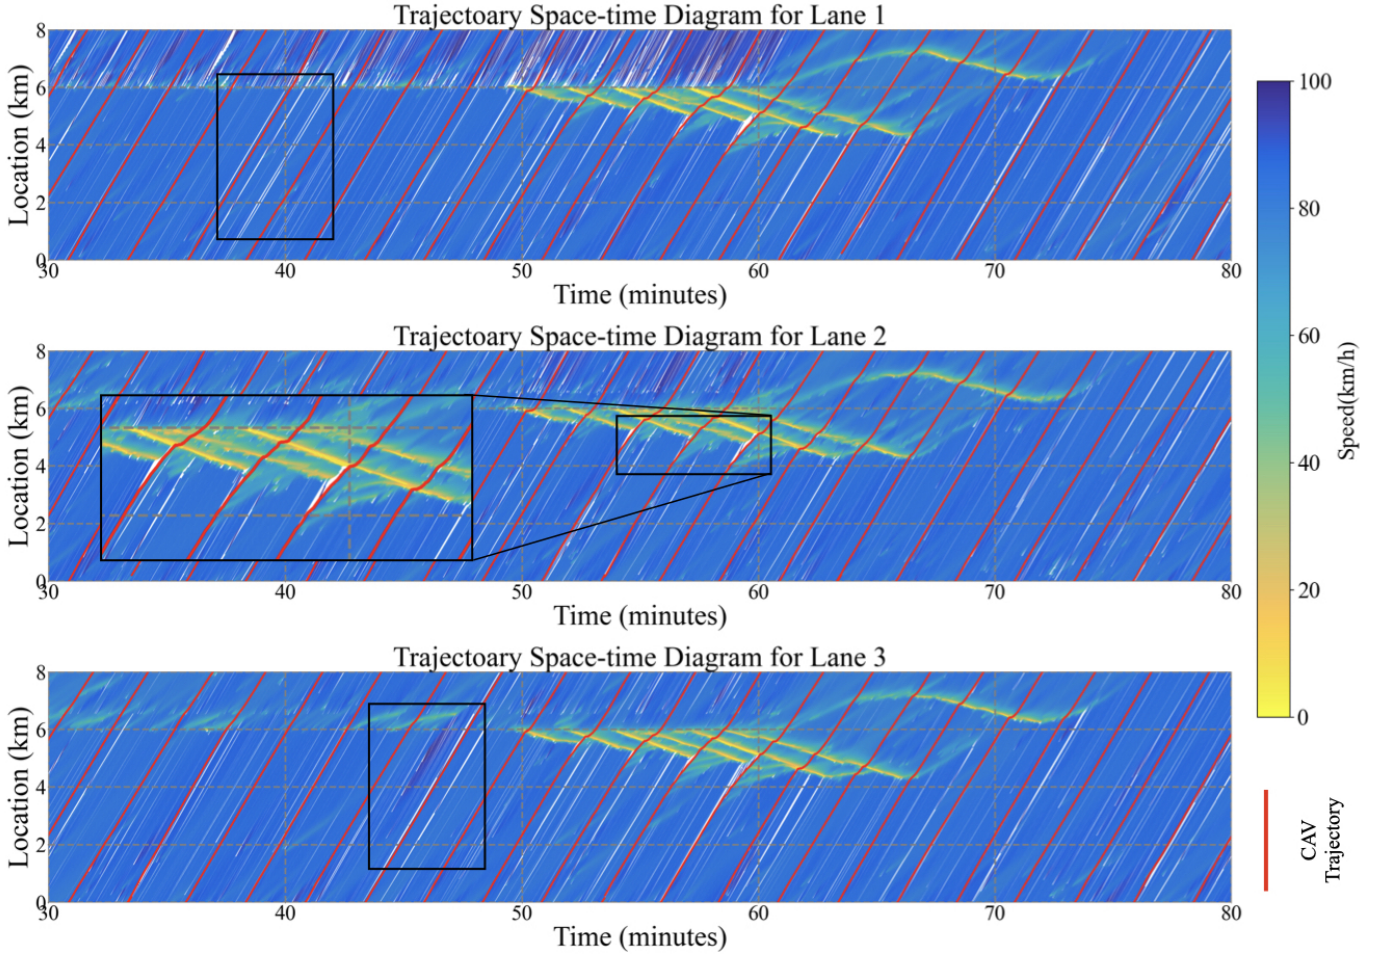 Trajectoary Space-time Diagram for Lane 1
Location (km)
8
6
4
2
0
30 40 50 60 70 80
Time (minutes)
Trajectoary Space-time Diagram for Lane 2
Location (km)
8
6
4
2
0
30 40 50 60 70 80
Time (minutes)
Trajectoary Space-time Diagram for Lane 3
Location (km)
8
6
4
2
0
30 40 50 60 70 80
Time (minutes)
100
80
60
40
20
0
Speed(km/h)
CAV
Trajectory